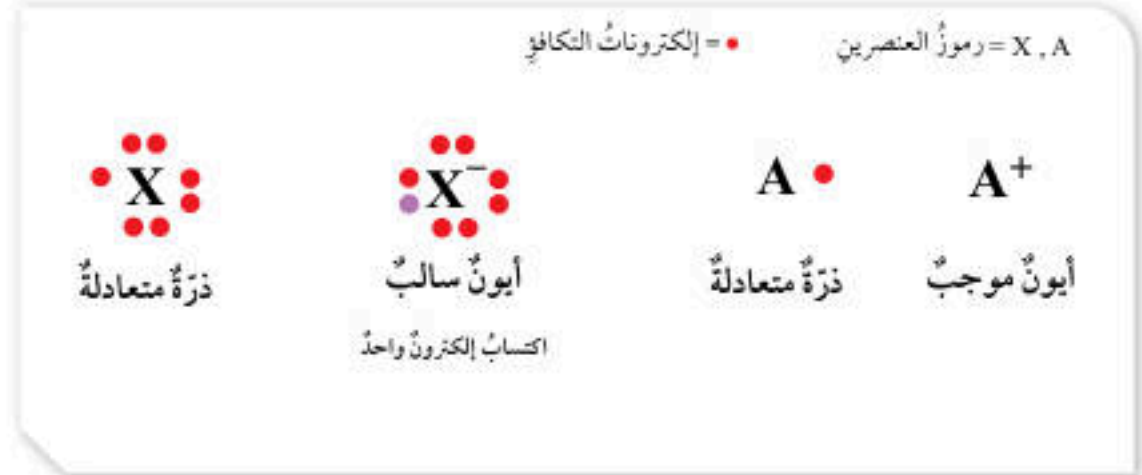 X , A = رموزُ العنصرينِ • = إلكتروناتُ التكافؤِ
A⁺ A X⁻ X
أيونٌ موجبٌ ذرّةٌ متعادلةٌ أيونٌ سالبٌ ذرّةٌ متعادلةٌ
اكتسابُ إلكترونٌ واحدٌ